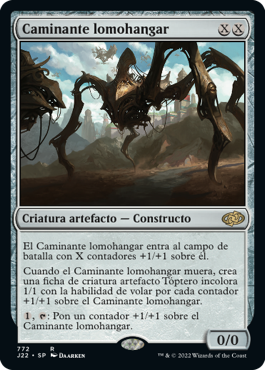 Caminante lomohangar XX
Criatura artefacto — Constructo
El Caminante lomohangar entra al campo de
batalla con X contadores +1/+1 sobre él.
Cuando el Caminante lomohangar muera, crea
una ficha de criatura artefacto Tóptero incolora
1/1 con la habilidad de volar por cada contador
+1/+1 sobre el Caminante lomohangar.
1, : Pon un contador +1/+1 sobre el
Caminante lomohangar.
0/0
772 R
J22 • SP DAARKEN
™ & © 2022 Wizards of the Coast